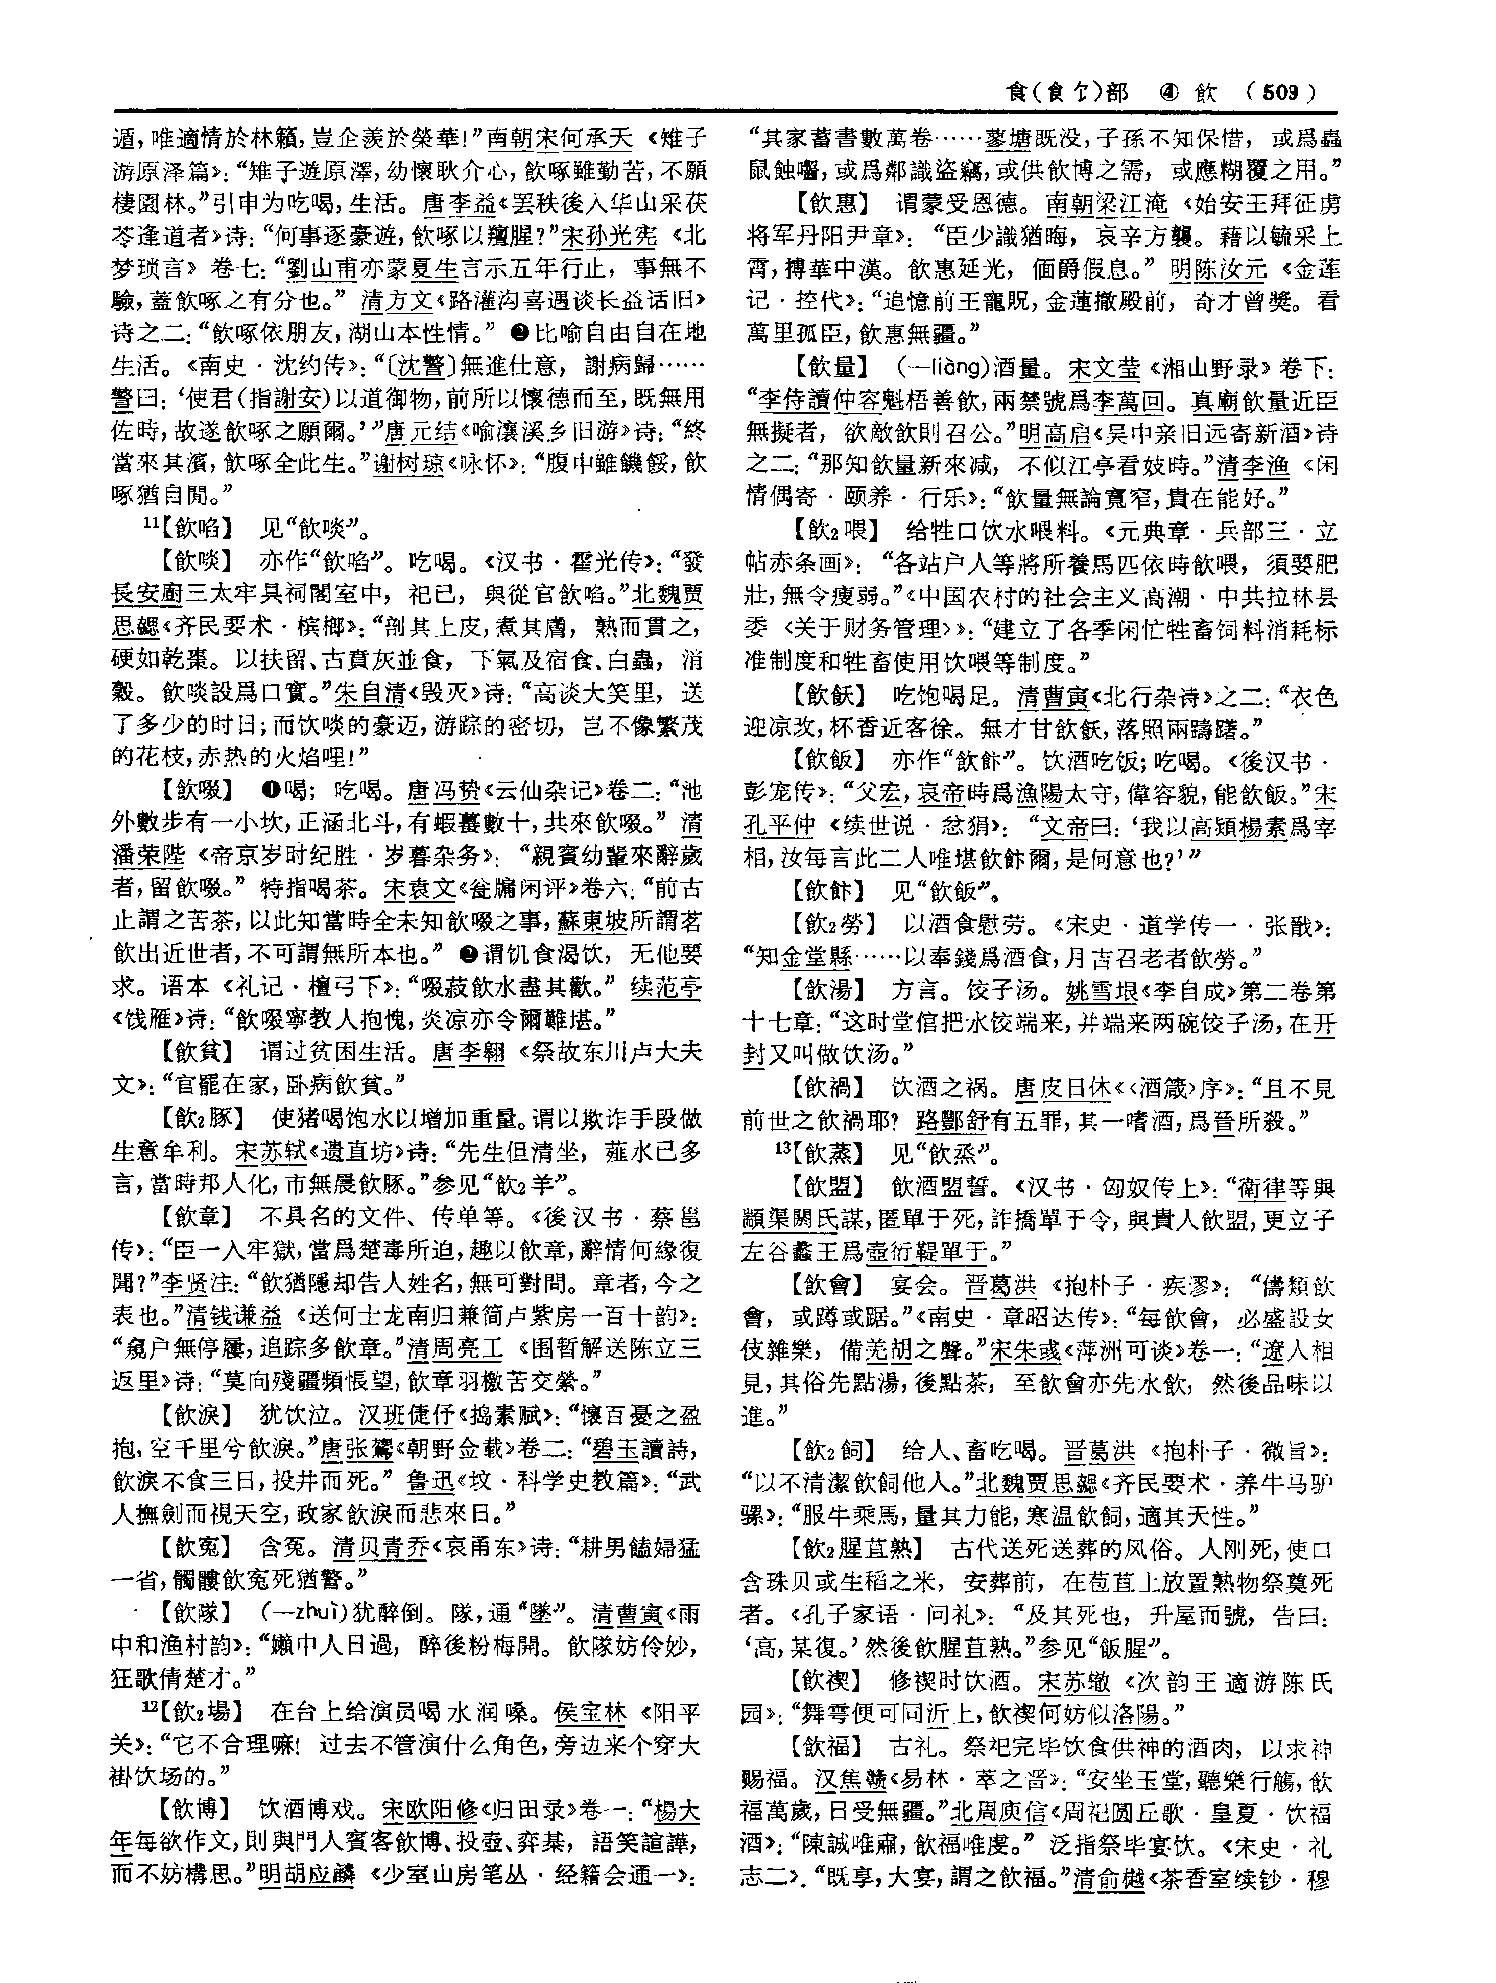 食(食饣)部　④　飲　(509)
遁,唯適情於林籟,豈企羨於榮華!”南朝宋何承天《雉子
游原泽篇》:“雉子遊原澤,幼懷耿介心,飲啄雖勤苦,不願
棲園林。”引申为吃喝,生活。唐李益《罢秩後入华山采茯
苓逢道者》诗:“何事逐豪遊,飲啄以羶腥?”宋孙光宪《北
梦琐言》卷七:“劉山甫亦蒙夏生言示五年行止,事無不
驗,蓋飲啄之有分也。”清方文《路灌沟喜遇谈长益话旧》
诗之二:“飲啄依朋友,湖山本性情。”❷比喻自由自在地
生活。《南史·沈约传》:“〔沈警〕無進仕意,謝病歸……
警曰:‘使君(指謝安)以道御物,前所以懷德而至,既無用
佐時,故遂飲啄之願爾。’”唐元结《喻瀼溪乡旧游》诗:“終
當來其濱,飲啄全此生。”谢树琼《咏怀》:“腹中雖饑餒,飲
啄猶自閒。”
11【飲啗】　见“飲啖”。
【飲啖】　亦作“飲啗”。吃喝。《汉书·霍光传》:“發
長安廚三太牢具祠閣室中,祀已,與從官飲啗。”北魏贾
思勰《齐民要术·槟榔》:“剖其上皮,煮其膚,熟而貫之,
硬如乾棗。以扶留、古賁灰並食,下氣及宿食、白蟲,消
穀。飲啖設爲口實。”朱自清《毁灭》诗:“高谈大笑里,送
了多少的时日;而饮啖的豪迈,游踪的密切,岂不像繁茂
的花枝,赤热的火焰哩!”
【飲啜】　❶喝;吃喝。唐冯贽《云仙杂记》卷二:“池
外數步有一小坎,正涵北斗,有蝦蟇數十,共來飲啜。”清
潘荣陛《帝京岁时纪胜·岁暮杂务》:“親賓幼輩來辭歲
者,留飲啜。”特指喝茶。宋袁文《瓮牖闲评》卷六:“前古
止謂之苦茶,以此知當時全未知飲啜之事,蘇東坡所謂茗
飲出近世者,不可謂無所本也。”❷谓饥食渴饮,无他要
求。语本《礼记·檀弓下》:“啜菽飲水盡其歡。”续范亭
《饯雁》诗:“飲啜寧教人抱愧,炎凉亦令爾難堪。”
【飲貧】　谓过贫困生活。唐李翱《祭故东川卢大夫
文》:“官罷在家,卧病飲貧。”
【飲₂豚】　使猪喝饱水以增加重量。谓以欺诈手段做
生意牟利。宋苏轼《遗直坊》诗:“先生但清坐,薤水已多
言,當時邦人化,市無晨飲豚。”参见“飲₂羊”。
【飲章】　不具名的文件、传单等。《後汉书·蔡邕
传》:“臣一入牢獄,當爲楚毒所迫,趣以飲章,辭情何緣復
聞?”李贤注:“飲猶隱却告人姓名,無可對問。章者,今之
表也。”清钱谦益《送何士龙南归兼简卢紫房一百十韵》:
“龛户無停屨,追踪多飲章。”清周亮工《围暂解送陈立三
返里》诗:“莫向殘疆頻悵望,飲章羽檄苦交縈。”
【飲淚】　犹饮泣。汉班倢伃《捣素赋》:“懷百憂之盈
抱,空千里兮飲淚。”唐张鷟《朝野佥载》卷二:“碧玉讀詩,
飲淚不食三日,投井而死。”鲁迅《坟·科学史教篇》:“武
人撫劍而視天空,政家飲淚而悲來日。”
【飲冤】　含冤。清贝青乔《哀甬东》诗:“耕男饁婦猛
一省,髑髏飲冤死猶警。”
【飲隊】　(—zhuì)犹醉倒。隊,通“墜”。清曹寅《雨
中和渔村韵》:“嬾中人日過,醉後粉梅開。飲隊妨伶妙,
狂歌倩楚才。”
12【飲₂場】　在台上给演员喝水润嗓。侯宝林《阳平
关》:“它不合理嘛!过去不管演什么角色,旁边来个穿大
褂饮场的。”
【飲博】　饮酒博戏。宋欧阳修《归田录》卷一:“楊大
年每欲作文,則與門人賓客飲博、投壺、弈棊,語笑諠譁,
而不妨構思。”明胡应麟《少室山房笔丛·经籍会通一》:
“其家蓄書數萬卷……蓼塘既没,子孫不知保惜,或爲蟲
鼠蝕囓,或爲鄰識盜竊,或供飲博之需,或應糊覆之用。”
【飲惠】　谓蒙受恩德。南朝梁江淹《始安王拜征虏
将军丹阳尹章》:“臣少識猶晦,哀辛方襲。藉以毓采上
霄,摶華中漢。飲惠延光,偭爵假息。”明陈汝元《金莲
记·控代》:“追憶前王寵貺,金蓮撤殿前,奇才曾獎。看
萬里孤臣,飲惠無疆。”
【飲量】　(—liàng)酒量。宋文莹《湘山野录》卷下:
“李侍讀仲容魁梧善飲,兩禁號爲李萬回。真廟飲量近臣
無擬者,欲敵飲則召公。”明高启《吴中亲旧远寄新酒》诗
之二:“那知飲量新來减,不似江亭看妓時。”清李渔《闲
情偶寄·颐养·行乐》:“飲量無論寬窄,貴在能好。”
【飲₂喂】　给牲口饮水喂料。《元典章·兵部三·立
帖赤条画》:“各站户人等將所養馬匹依時飲喂,須要肥
壯,無令瘦弱。”《中国农村的社会主义高潮·中共拉林县
委〈关于财务管理〉》:“建立了各季闲忙牲畜饲料消耗标
准制度和牲畜使用饮喂等制度。”
【飲飫】　吃饱喝足。清曹寅《北行杂诗》之二:“衣色
迎凉攻,杯香近客徐。無才甘飲飫,落照兩躊躇。”
【飲飯】　亦作“飲飰”。饮酒吃饭;吃喝。《後汉书·
彭宠传》:“父宏,哀帝時爲漁陽太守,偉容貌,能飲飯。”宋
孔平仲《续世说·忿狷》:“文帝曰:‘我以高熲楊素爲宰
相,汝每言此二人唯堪飲飰爾,是何意也?’”
【飲飰】　见“飲飯”。
【飲₂勞】　以酒食慰劳。《宋史·道学传一·张戬》:
“知金堂縣……以奉錢爲酒食,月吉召老者飲勞。”
【飲湯】　方言。饺子汤。姚雪垠《李自成》第二卷第
十七章:“这时堂倌把水饺端来,并端来两碗饺子汤,在开
封又叫做饮汤。”
【飲禍】　饮酒之祸。唐皮日休《〈酒箴〉序》:“且不見
前世之飲禍耶?路酆舒有五罪,其一嗜酒,爲晉所殺。”
13【飲蒸】　见“飲烝”。
【飲盟】　飲酒盟誓。《汉书·匈奴传上》:“衛律等與
顓渠閼氏謀,匿單于死,詐撟單于令,與貴人飲盟,更立子
左谷蠡王爲壺衍鞮單于。”
【飲會】　宴会。晋葛洪《抱朴子·疾谬》:“儔類飲
會,或蹲或踞。”《南史·章昭达传》:“每飲會,必盛設女
伎雜樂,備羌胡之聲。”宋朱彧《萍洲可谈》卷一:“遼人相
見,其俗先點湯,後點茶,至飲會亦先水飲,然後品味以
進。”
【飲₂飼】　给人、畜吃喝。晋葛洪《抱朴子·微旨》:
“以不清潔飲飼他人。”北魏贾思勰《齐民要术·养牛马驴
骡》:“服牛乘馬,量其力能,寒温飲飼,適其天性。”
【飲₂腥苴熟】　古代送死送葬的风俗。人刚死,使口
含珠贝或生稻之米,安葬前,在苞苴上放置熟物祭奠死
者。《孔子家语·问礼》:“及其死也,升屋而號,告曰:
‘高,某復。’然後飲腥苴熟。”参见“飯腥”。
【飲禊】　修禊时饮酒。宋苏辙《次韵王適游陈氏
园》:“舞雩便可同沂上,飲禊何妨似洛陽。”
【飲福】　古礼。祭祀完毕饮食供神的酒肉,以求神
赐福。汉焦赣《易林·萃之晋》:“安坐玉堂,聽樂行觴,飲
福萬歲,日受無疆。”北周庾信《周祀圆丘歌·皇夏·饮福
酒》:“陳誠唯肅,飲福唯虔。”泛指祭毕宴饮。《宋史·礼
志二》:“既享,大宴,謂之飲福。”清俞樾《茶香室续钞·穆